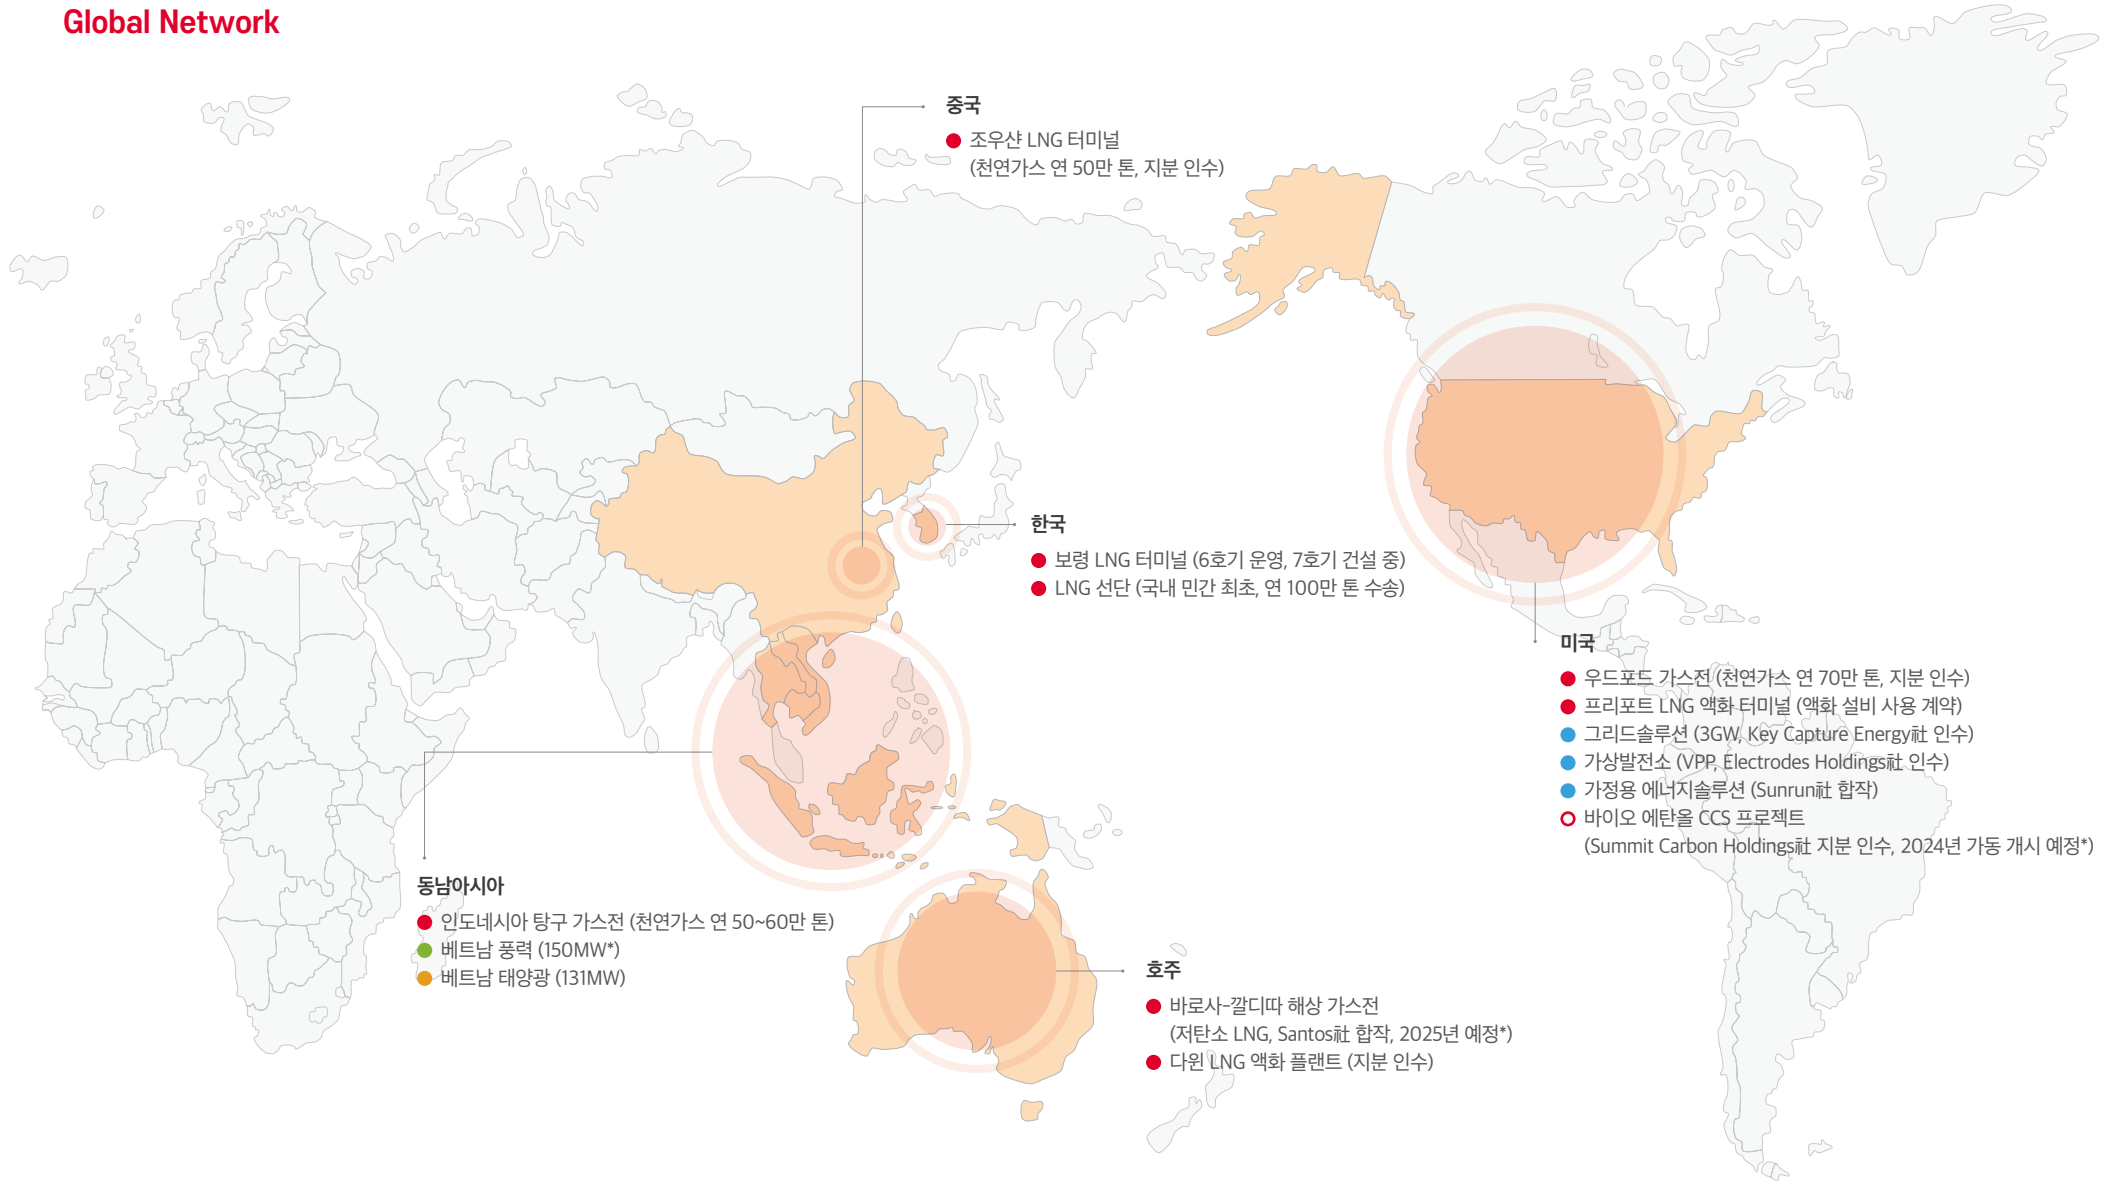 Global Network
중국
조우샨 LNG 터미널
(천연가스 연 50만 톤, 지분 인수)
한국
보령 LNG 터미널 (6호기 운영, 7호기 건설 중)
LNG 선단 (국내 민간 최초, 연 100만 톤 수송)
미국
우드포드 가스전 (천연가스 연 70만 톤, 지분 인수)
프리포트 LNG 액화 터미널 (액화 설비 사용 계약)
그리드솔루션 (3GW, Key Capture Energy社 인수)
가상발전소 (VPP, Electrodes Holdings社 인수)
가정용 에너지솔루션 (Sunrun社 합작)
바이오 에탄올 CCS 프로젝트
(Summit Carbon Holdings社 지분 인수, 2024년 가동 개시 예정*)
동남아시아
인도네시아 탕구 가스전 (천연가스 연 50~60만 톤)
베트남 풍력 (150MW*)
베트남 태양광 (131MW)
호주
바로사-깔디따 해상 가스전
(저탄소 LNG, Santos社 합작, 2025년 예정*)
다윈 LNG 액화 플랜트 (지분 인수)